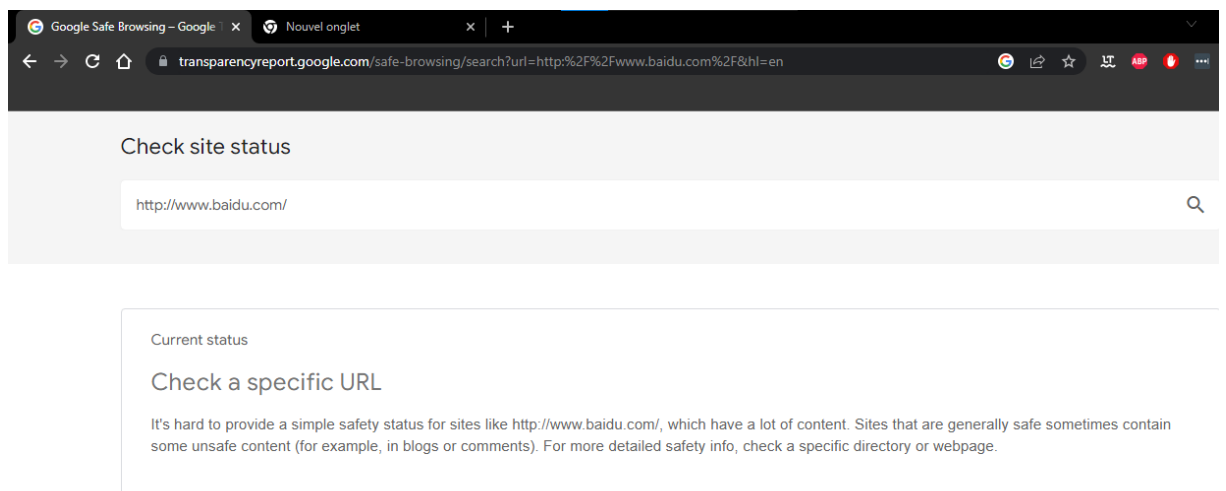 Google Safe Browsing – Google
Nouvel onglet
transparencyreport.google.com/safe-browsing/search?url=http:%2F%2Fwww.baidu.com%2F&hl=en
ABP
Check site status
http://www.baidu.com/
Current status
Check a specific URL
It's hard to provide a simple safety status for sites like http://www.baidu.com/, which have a lot of content. Sites that are generally safe sometimes contain
some unsafe content (for example, in blogs or comments). For more detailed safety info, check a specific directory or webpage.